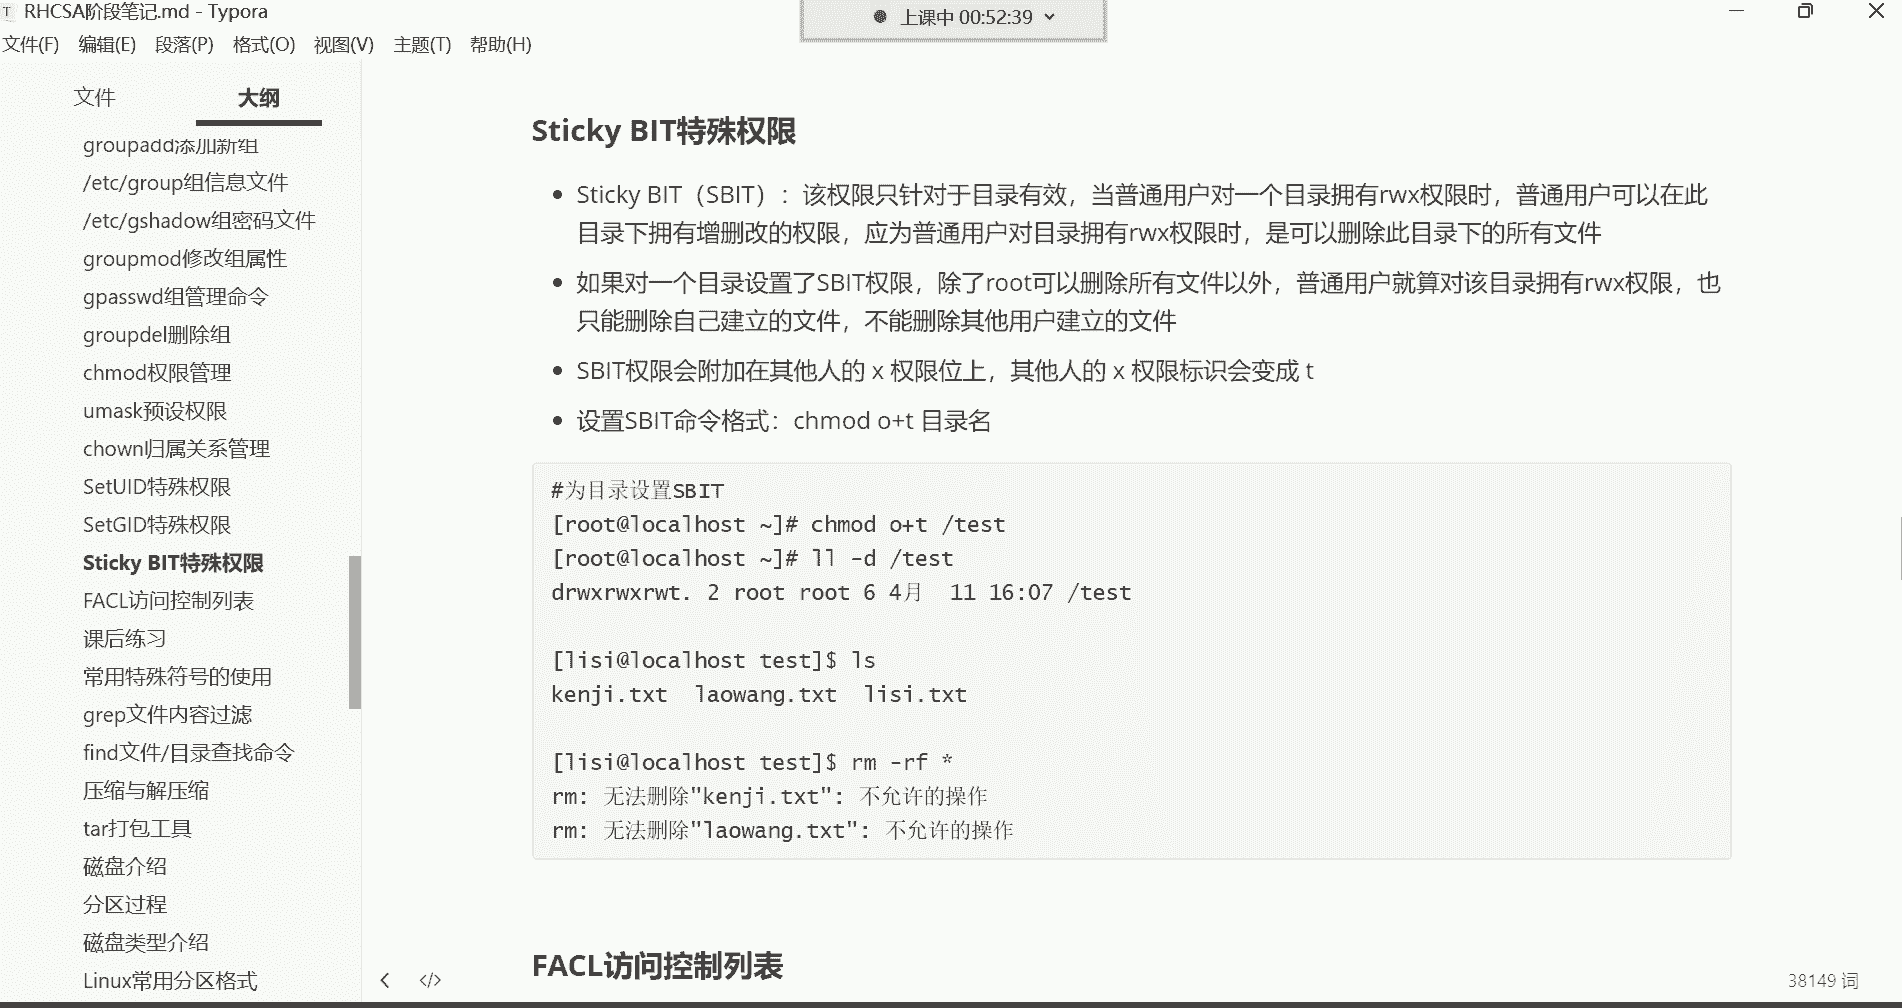 RHCSA阶段笔记.md - Typora
上课中 00:52:39
文件(F) 编辑(E) 段落(P) 格式(O) 视图(V) 主题(T) 帮助(H)
文件 大纲
groupadd添加新组
/etc/group组信息文件
/etc/gshadow组密码文件
groupmod修改组属性
gpasswd组管理命令
groupdel删除组
chmod权限管理
umask预设权限
chown归属关系管理
SetUID特殊权限
SetGID特殊权限
Sticky BIT特殊权限
FACL访问控制列表
课后练习
常用特殊符号的使用
grep文件内容过滤
find文件/目录查找命令
压缩与解压缩
tar打包工具
磁盘介绍
分区过程
磁盘类型介绍
Linux常用分区格式
Sticky BIT特殊权限
Sticky BIT（SBIT）：该权限只针对于目录有效，当普通用户对一个目录拥有rwx权限时，普通用户可以在此
目录下拥有增删改的权限，应为普通用户对目录拥有rwx权限时，是可以删除此目录下的所有文件
如果对一个目录设置了SBIT权限，除了root可以删除所有文件以外，普通用户就算对该目录拥有rwx权限，也
只能删除自己建立的文件，不能删除其他用户建立的文件
SBIT权限会附加在其他人的 x 权限位上，其他人的 x 权限标识会变成 t
设置SBIT命令格式：chmod o+t 目录名
#为目录设置SBIT
[root@localhost ~]# chmod o+t /test
[root@localhost ~]# ll -d /test
drwxrwxrwt. 2 root root 6 4月  11 16:07 /test
[lisi@localhost test]$ ls
kenji.txt  laowang.txt  lisi.txt
[lisi@localhost test]$ rm -rf *
rm: 无法删除"kenji.txt": 不允许的操作
rm: 无法删除"laowang.txt": 不允许的操作
FACL访问控制列表
38149 词